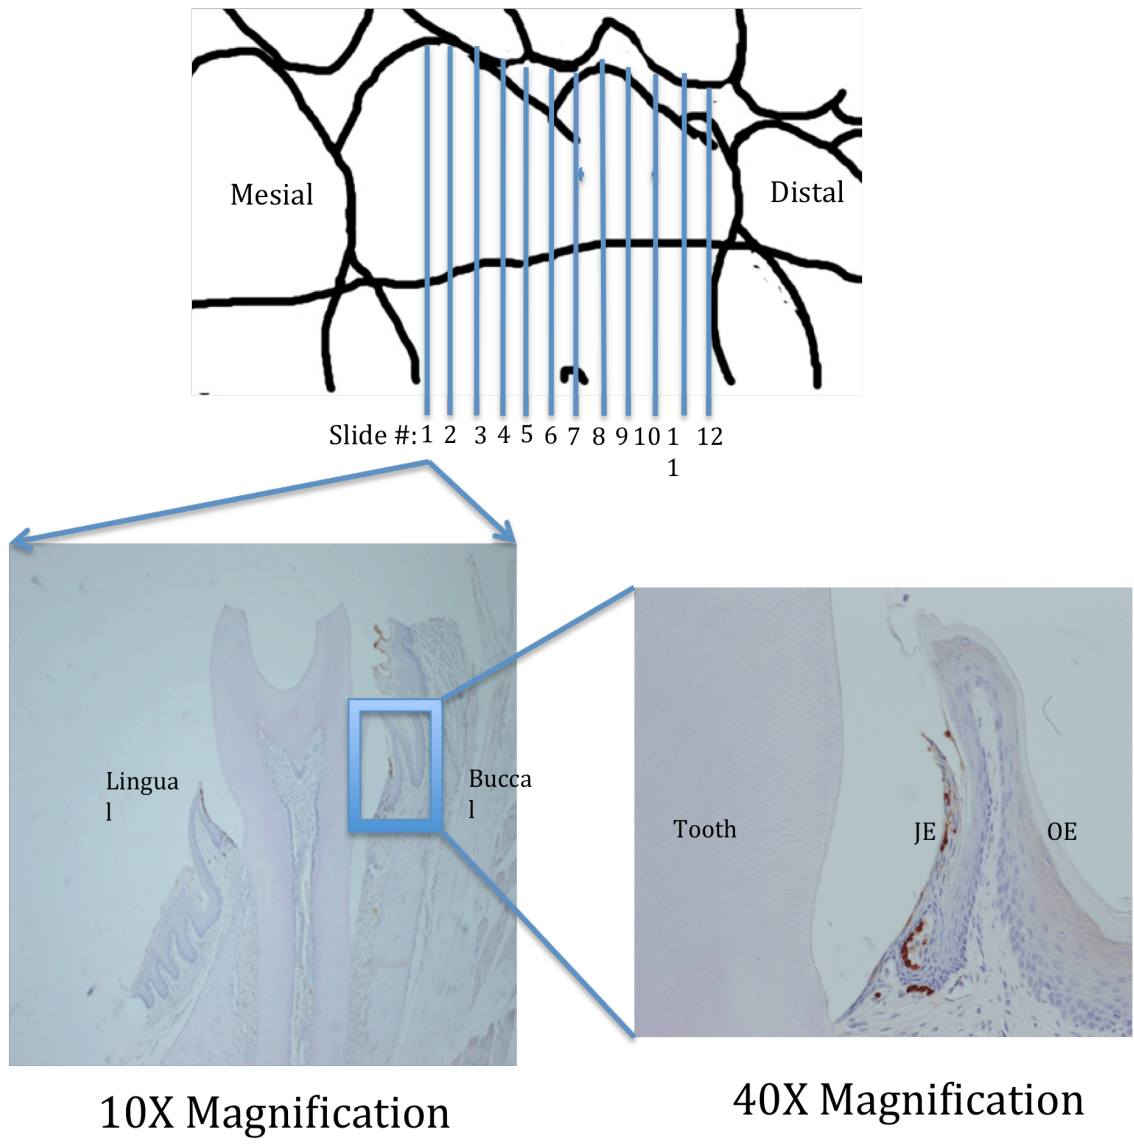 Mesial
Distal
Slide #: 1 2 3 4 5 6 7 8 9 10 1 12
1
Lingua
l
Bucca
l
Tooth
JE
OE
10X Magnification
40X Magnification